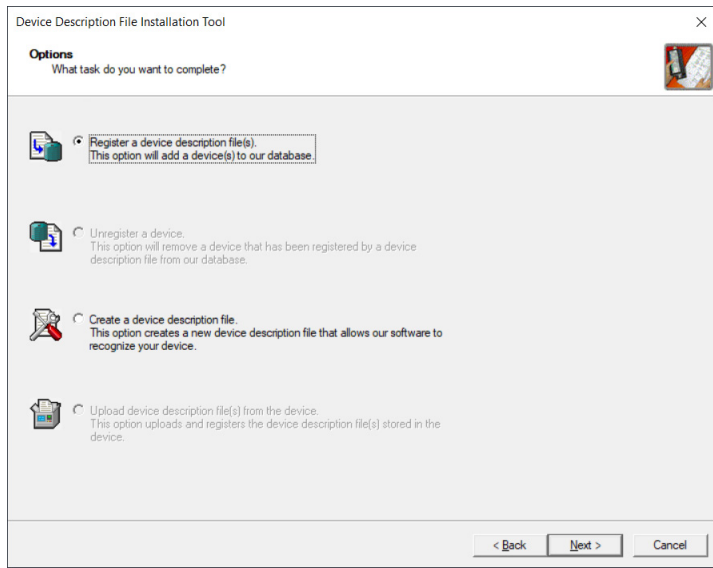 Device Description File Installation Tool
Options
What task do you want to complete?
Register a device description file(s).
This option will add a device(s) to our database.
Unregister a device.
This option will remove a device that has been registered by a device
description file from our database.
Create a device description file.
This option creates a new device description file that allows our software to
recognize your device.
Upload device description file(s) from the device.
This option uploads and registers the device description file(s) stored in the
device.
< Back Next > Cancel